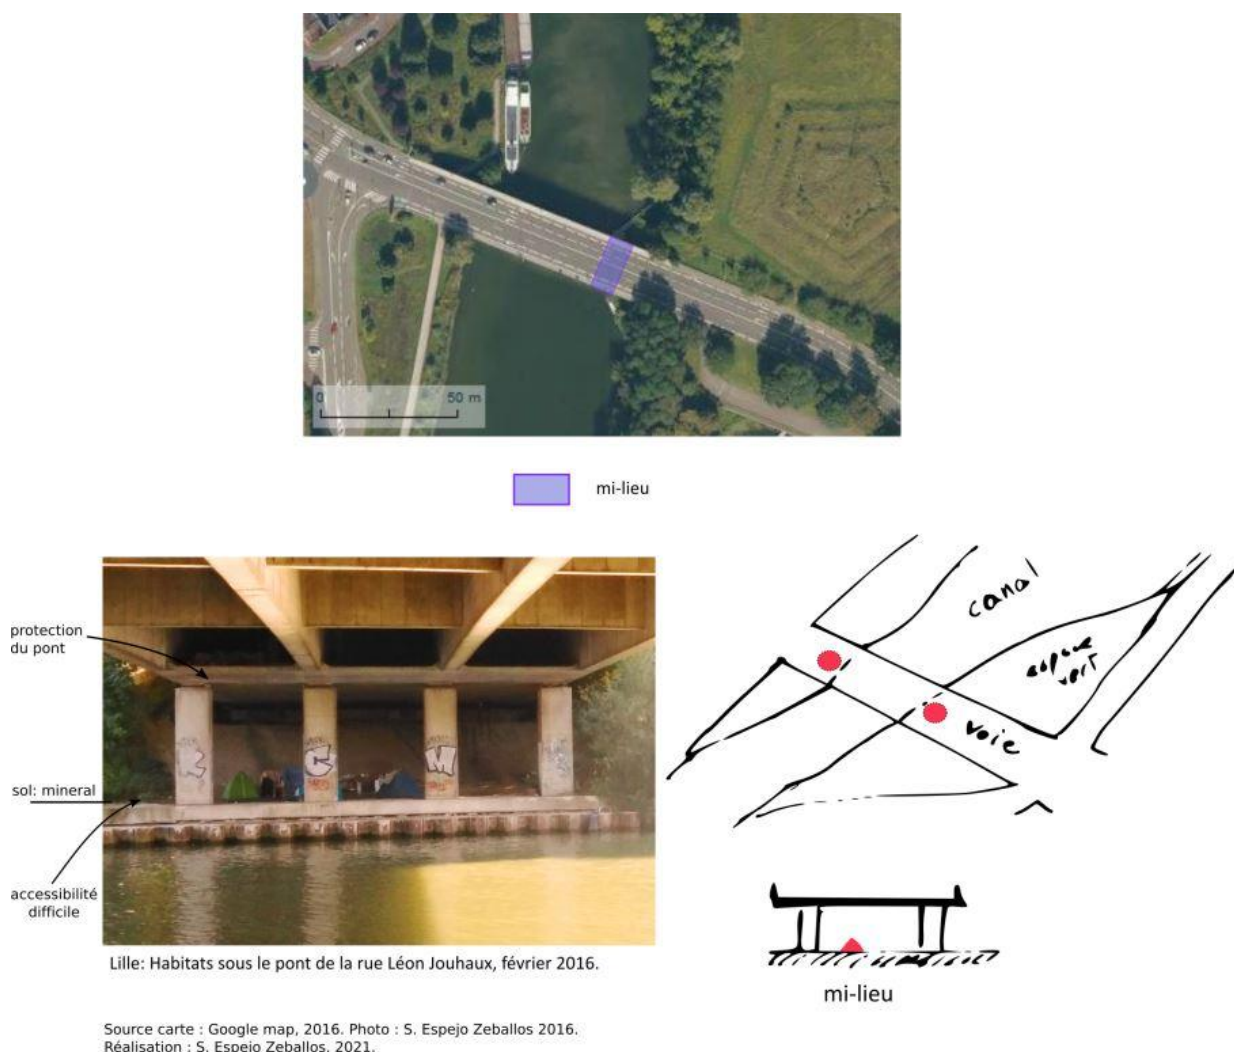 0 50 m
mi-lieu
protection
du pont
sol: mineral
accessibilité
difficile
canal
espace
vert
voie
mi-lieu
Lille: Habitats sous le pont de la rue Léon Jouhaux, février 2016.
Source carte : Google map, 2016. Photo : S. Espejo Zeballos 2016.
Réalisation : S. Espejo Zeballos, 2021.